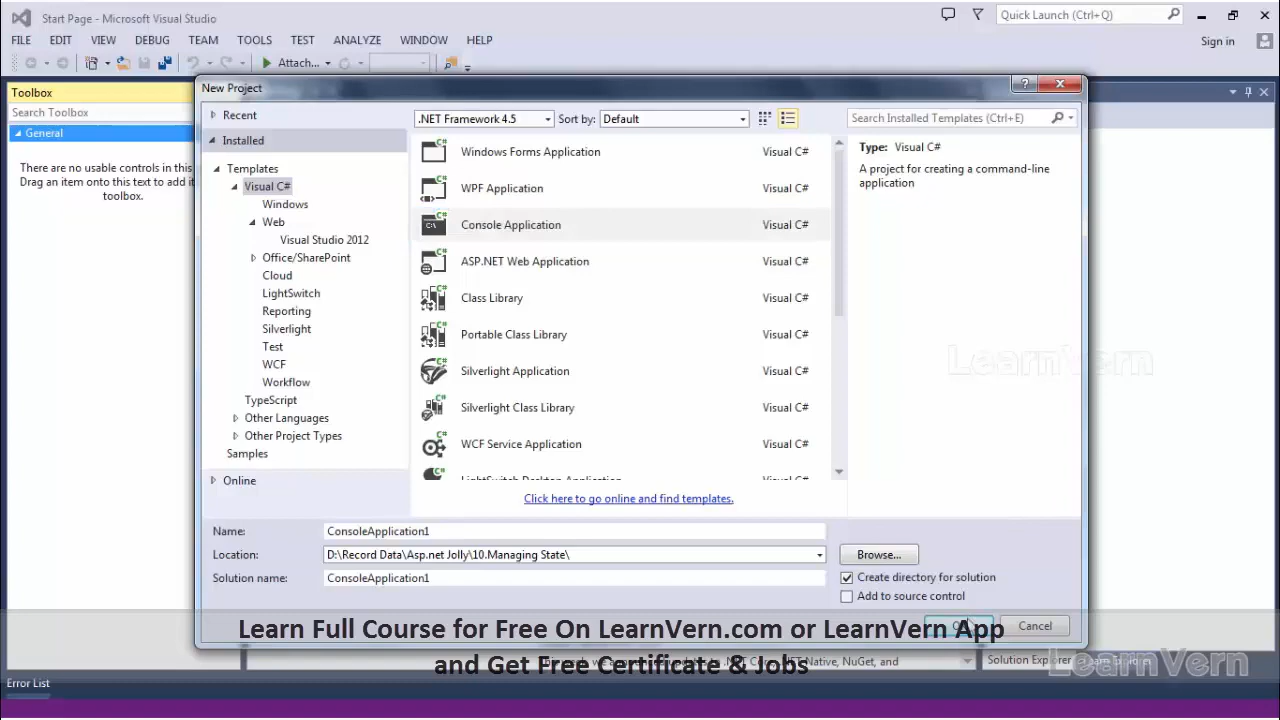 Start Page - Microsoft Visual Studio
Quick Launch (Ctrl+Q)
FILE EDIT VIEW DEBUG TEAM TOOLS TEST ANALYZE WINDOW HELP
Sign in
Attach...
Toolbox
Search Toolbox
General
There are no usable controls in this
Drag an item onto this text to add it
toolbox.
New Project
Recent
Installed
Templates
Visual C#
Windows
Web
Visual Studio 2012
Office/SharePoint
Cloud
LightSwitch
Reporting
Silverlight
Test
WCF
Workflow
TypeScript
Other Languages
Other Project Types
Samples
Online
.NET Framework 4.5
Sort by: Default
Search Installed Templates (Ctrl+E)
Windows Forms Application Visual C#
WPF Application Visual C#
Console Application Visual C#
ASP.NET Web Application Visual C#
Class Library Visual C#
Portable Class Library Visual C#
Silverlight Application Visual C#
Silverlight Class Library Visual C#
WCF Service Application Visual C#
LightSwitch Desktop Application
Click here to go online and find templates.
Type: Visual C#
A project for creating a command-line
application
LearnVern
Name: ConsoleApplication1
Location: D:\Record Data\Asp.net Jolly\10.Managing State\
Browse...
Solution name: ConsoleApplication1
Create directory for solution
Add to source control
Cancel
Learn Full Course for Free On LearnVern.com or LearnVern App
and Get Free Certificate & Jobs
Solution Explorer
LearnVern
Error List